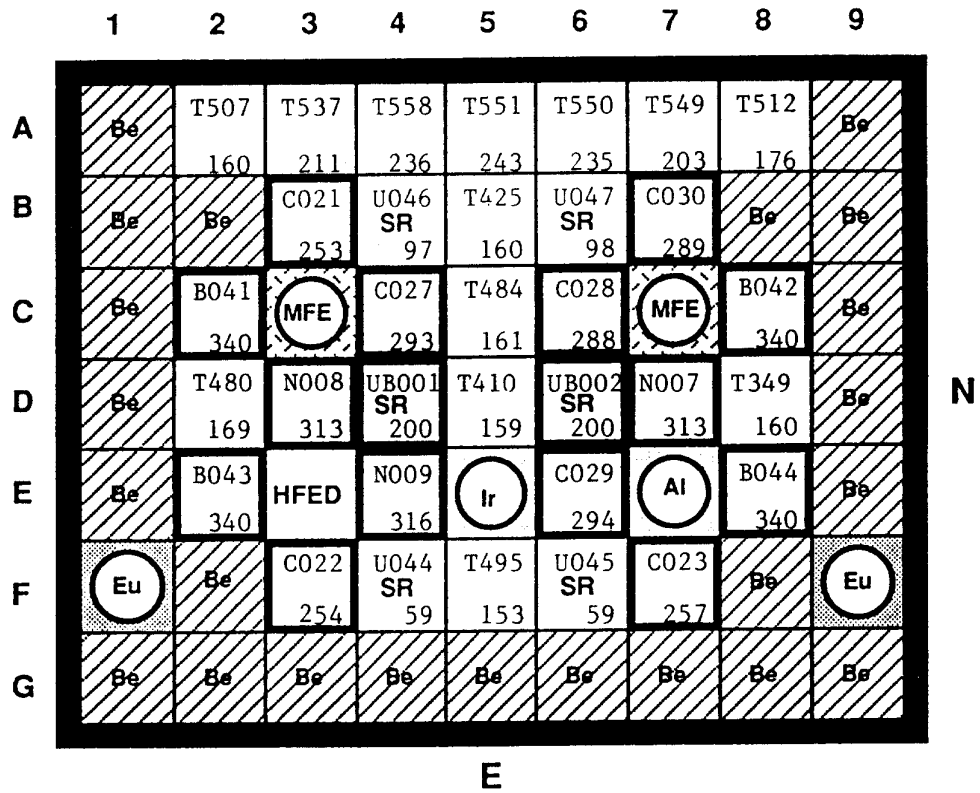 1 2 3 4 5 6 7 8 9
A Be T507 T537 T558 T551 T550 T549 T512 Be
160 211 236 243 235 203 176
B Be Be C021 U046 T425 U047 C030 Be Be
SR SR
253 97 160 98 289
C Be B041 MFE C027 T484 C028 MFE B042 Be
340 293 161 288 340
D Be T480 N008 UB001 T410 UB002 N007 T349 Be N
SR SR
169 313 200 159 200 313 160
E Be B043 HFED N009 Ir C029 Al B044 Be
340 316 294 340
F Eu Be C022 U044 T495 U045 C023 Be Eu
SR SR
254 59 153 59 257
G Be Be Be Be Be Be Be Be Be
E